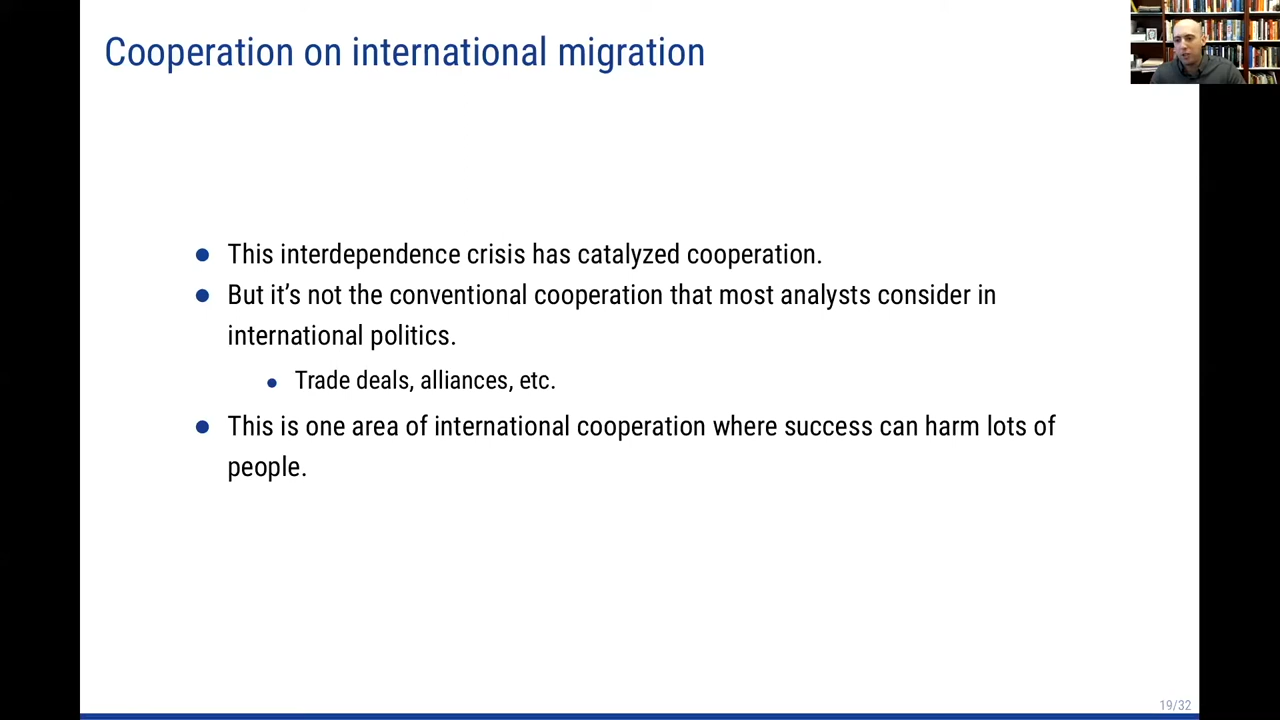 Cooperation on international migration
This interdependence crisis has catalyzed cooperation.
But it’s not the conventional cooperation that most analysts consider in
international politics.
Trade deals, alliances, etc.
This is one area of international cooperation where success can harm lots of
people.
19/32